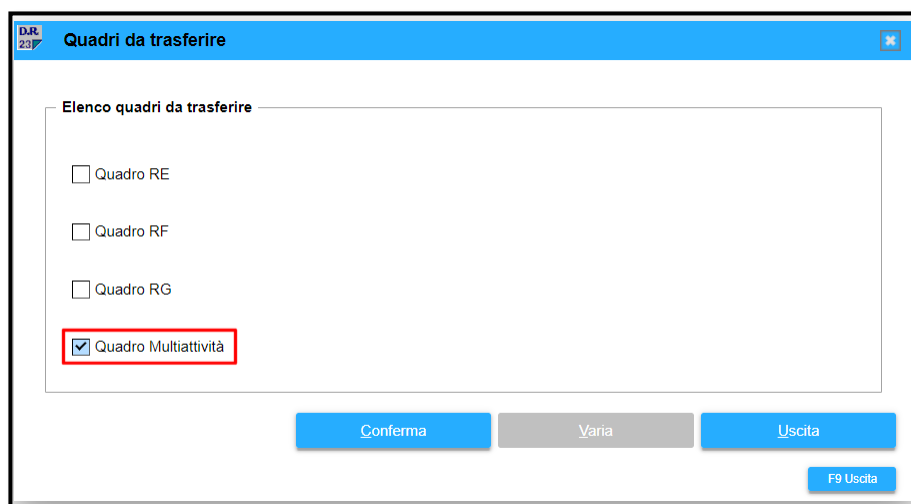 D.R.
23
Quadri da trasferire
Elenco quadri da trasferire
Quadro RE
Quadro RF
Quadro RG
Quadro Multiattività
Conferma
Varia
Uscita
F9 Uscita